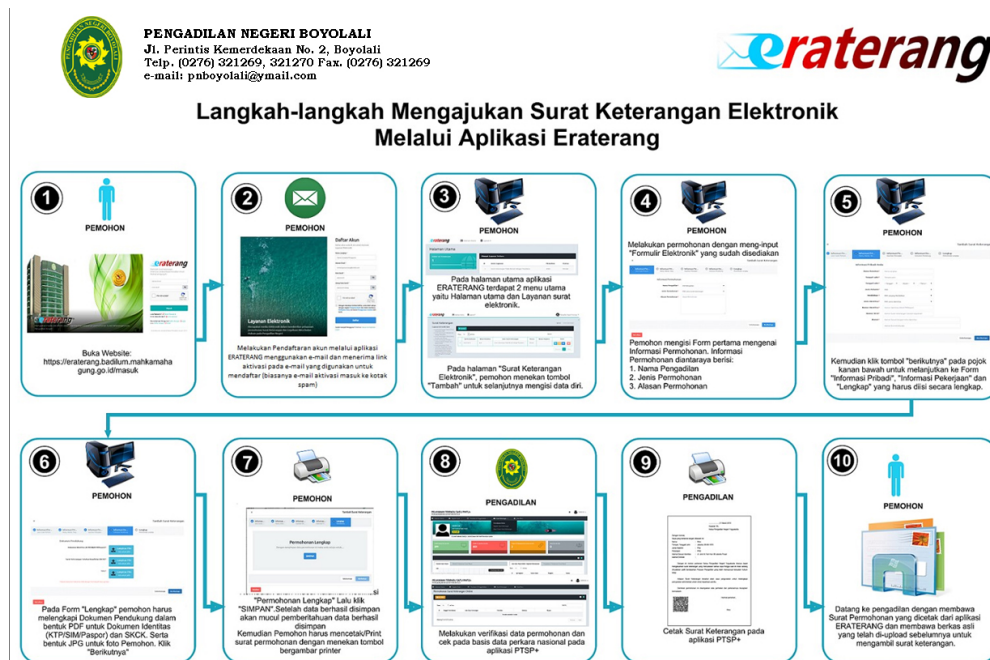 PENGADILAN NEGERI BOYOLALI
Jl. Perintis Kemerdekaan No. 2, Boyolali
Telp. (0276) 321269, 321270 Fax. (0276) 321269
e-mail: pnboyolali@ymail.com
eraterang
Langkah-langkah Mengajukan Surat Keterangan Elektronik
Melalui Aplikasi Eraterang
1
PEMOHON
eraterang
Buka Website:
https://eraterang.badilum.mahkamaha
gung.go.id/masuk
2
PEMOHON
Daftar Akun
Layanan Elektronik
Melakukan Pendaftaran akun melalui aplikasi
ERATERANG menggunakan e-mail dan menerima link
aktivasi pada e-mail yang digunakan untuk
mendaftar (biasanya e-mail aktivasi masuk ke kotak
spam)
3
PEMOHON
Pada halaman utama aplikasi
ERATERANG terdapat 2 menu utama
yaitu Halaman utama dan Layanan surat
elektronik.
Pada halaman "Surat Keterangan
Elektronik", pemohon menekan tombol
"Tambah" untuk selanjutnya mengisi data diri.
4
PEMOHON
Melakukan permohonan dengan meng-input
"Formulir Elektronik" yang sudah disediakan
Pemohon mengisi Form pertama mengenai
Informasi Permohonan. Informasi
Permohonan diantaraya berisi:
1. Nama Pengadilan
2. Jenis Permohonan
3. Alasan Permohonan
5
PEMOHON
Kemudian klik tombol "berikutnya" pada pojok
kanan bawah untuk melanjutkan ke Form
"Informasi Pribadi", "Informasi Pekerjaan" dan
"Lengkap" yang harus diisi secara lengkap.
6
PEMOHON
Pada Form "Lengkap" pemohon harus
melengkapi Dokumen Pendukung dalam
bentuk PDF untuk Dokumen Identitas
(KTP/SIM/Paspor) dan SKCK. Serta
bentuk JPG untuk foto Pemohon. Klik
"Berikutnya"
7
PEMOHON
Permohonan Lengkap
"Permohonan Lengkap" Lalu klik
"SIMPAN".Setelah data berhasil disimpan
akan mucul pemberitahuan data berhasil
disimpan
Kemudian Pemohon harus mencetak/Print
surat permohonan dengan menekan tombol
bergambar printer
8
PENGADILAN
Melakukan verifikasi data permohonan dan
cek pada basis data perkara nasional pada
aplikasi PTSP+
9
PENGADILAN
Cetak Surat Keterangan pada
aplikasi PTSP+
10
PEMOHON
Datang ke pengadilan dengan membawa
Surat Permohonan yang dicetak dari aplikasi
ERATERANG dan membawa berkas asli
yang telah di-upload sebelumnya untuk
mengambil surat keterangan.